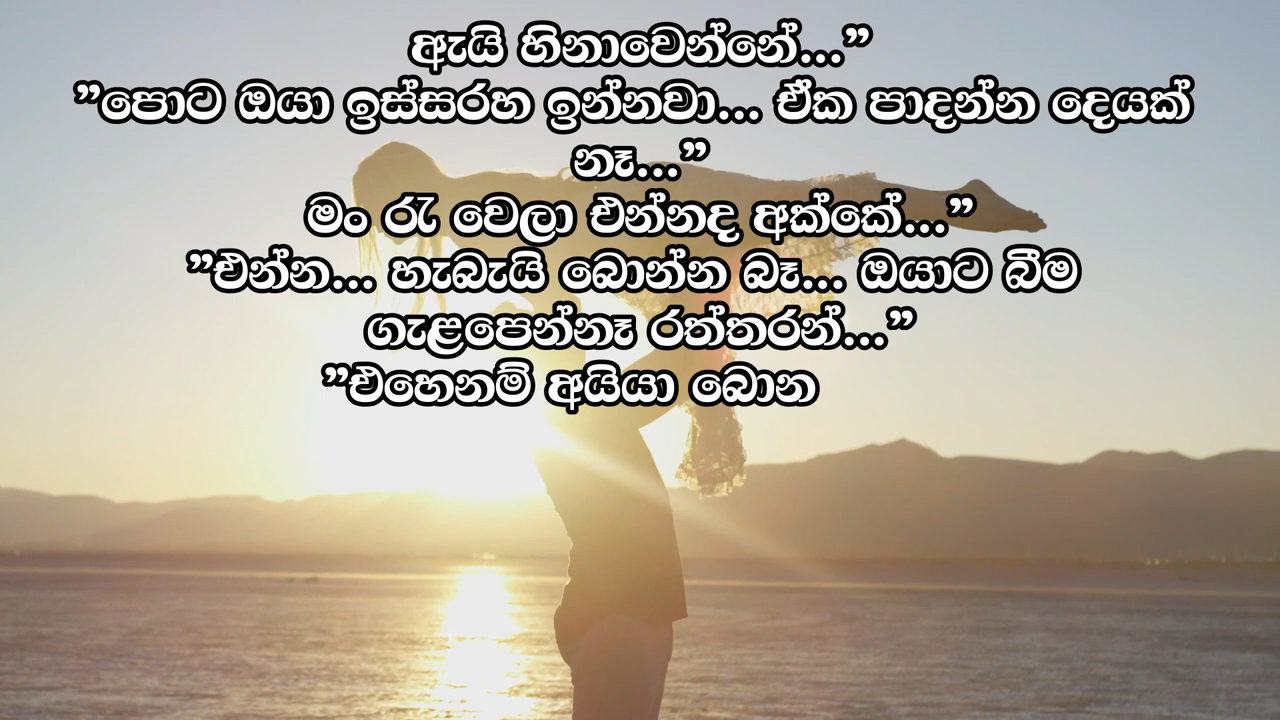 ඇයි හිනාවෙන්නේ...”
”පොට ඔයා ඉස්සරහ ඉන්නවා... ඒක පාදන්න දෙයක්
නෑ...”
මං රෑ වෙලා එන්නද අක්කේ...”
”එන්න... හැබැයි බොන්න බෑ... ඔයාට බීම
ගැළපෙන්නෑ රත්තරන්...”
”එහෙනම් අයියා බොන